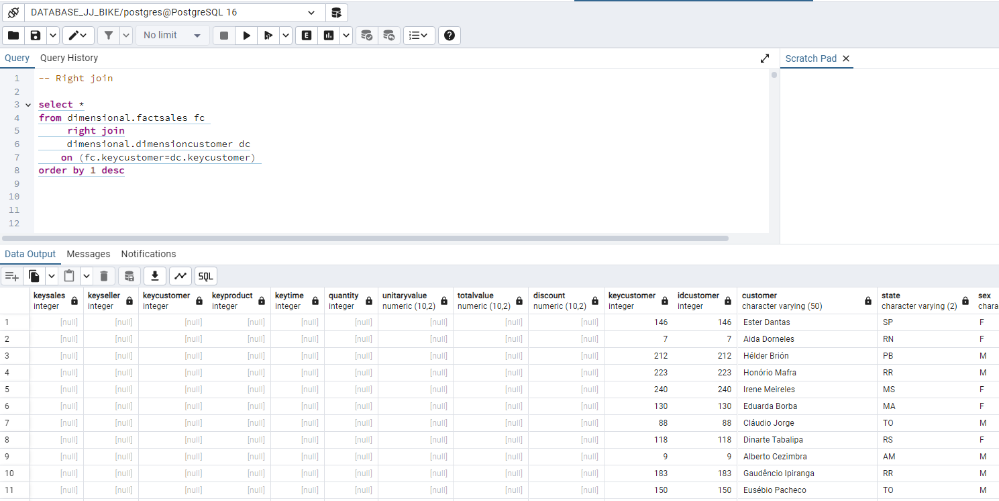 DATABASE_JJ_BIKE/postgres@PostgreSQL 16
No limit
E
SQL
Query Query History
Scratch Pad
1 -- Right join
2
3 select *
4 from dimensional.factsales fc
5 right join
6 dimensional.dimensioncustomer dc
7 on (fc.keycustomer=dc.keycustomer)
8 order by 1 desc
9
10
11
12
Data Output Messages Notifications
keysales keyseller keycustomer keyproduct keytime quantity unitaryvalue totalvalue discount keycustomer idcustomer customer state sex
integer integer integer integer integer integer numeric (10,2) numeric (10,2) numeric (10,2) integer integer character varying (50) character varying (2) chara
1 [null] [null] [null] [null] [null] [null] [null] [null] [null] 146 146 Ester Dantas SP F
2 [null] [null] [null] [null] [null] [null] [null] [null] [null] 7 7 Aida Dorneles RN F
3 [null] [null] [null] [null] [null] [null] [null] [null] [null] 212 212 Hélder Brión PB M
4 [null] [null] [null] [null] [null] [null] [null] [null] [null] 223 223 Honório Mafra RR M
5 [null] [null] [null] [null] [null] [null] [null] [null] [null] 240 240 Irene Meireles MS F
6 [null] [null] [null] [null] [null] [null] [null] [null] [null] 130 130 Eduarda Borba MA F
7 [null] [null] [null] [null] [null] [null] [null] [null] [null] 88 88 Cláudio Jorge TO M
8 [null] [null] [null] [null] [null] [null] [null] [null] [null] 118 118 Dinarte Tabalipa RS F
9 [null] [null] [null] [null] [null] [null] [null] [null] [null] 9 9 Alberto Cezimbra AM M
10 [null] [null] [null] [null] [null] [null] [null] [null] [null] 183 183 Gaudêncio Ipiranga RR M
11 [null] [null] [null] [null] [null] [null] [null] [null] [null] 150 150 Eusébio Pacheco TO M